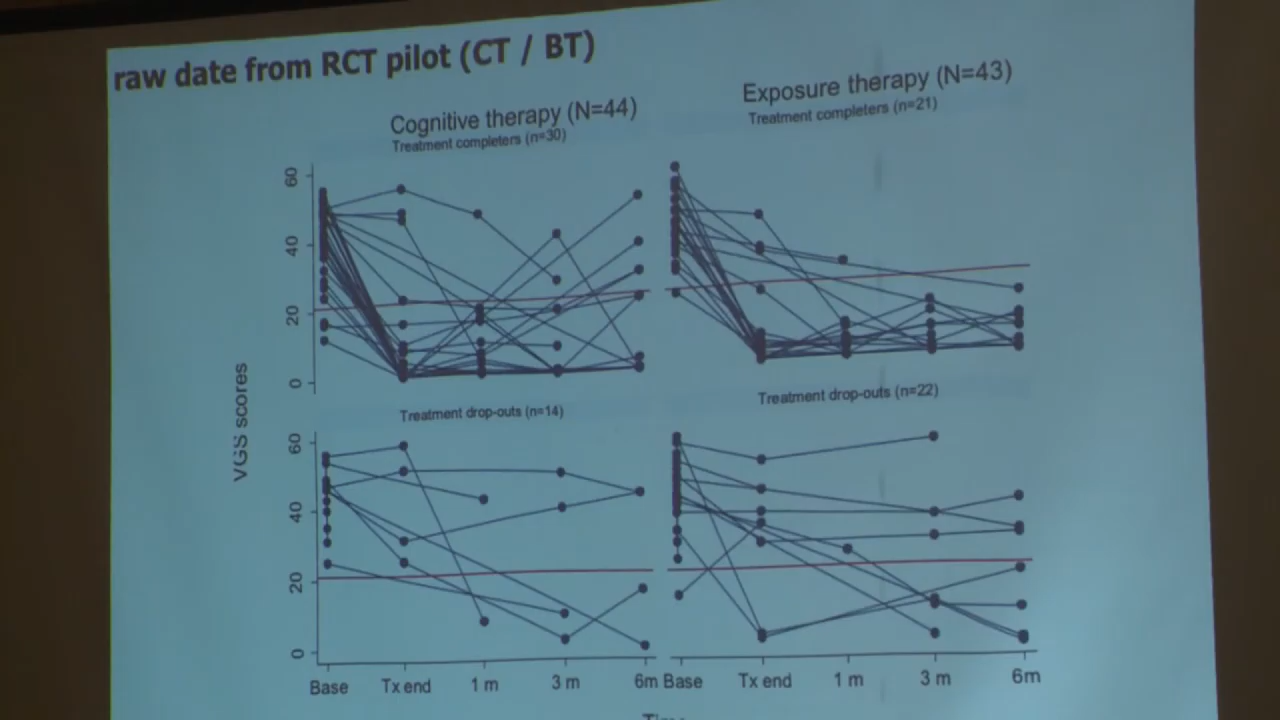 raw date from RCT pilot (CT / BT)
Cognitive therapy (N=44)
Treatment completers (n=30)
Exposure therapy (N=43)
Treatment completers (n=21)
60
40
20
0
VGS scores
Treatment drop-outs (n=14)
Treatment drop-outs (n=22)
60
40
20
0
Base Tx end 1 m 3 m 6m Base Tx end 1 m 3 m 6m